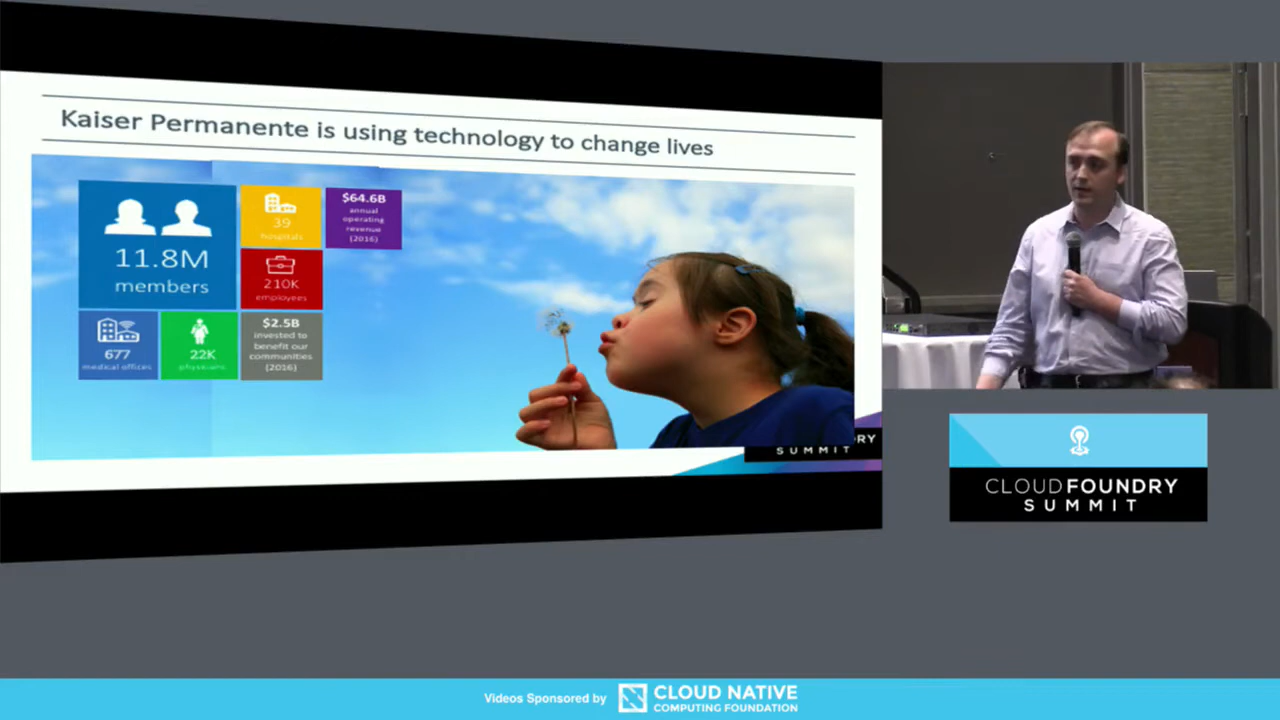 Kaiser Permanente is using technology to change lives
11.8M
members
39
hospitals
$64.6B
annual
operating
revenue
(2016)
210K
employees
677
medical offices
22K
physicians
$2.5B
invested to
benefit our
communities
(2016)
RY
SUMMIT
CLOUDFOUNDRY
SUMMIT
Videos Sponsored by
CLOUD NATIVE
COMPUTING FOUNDATION